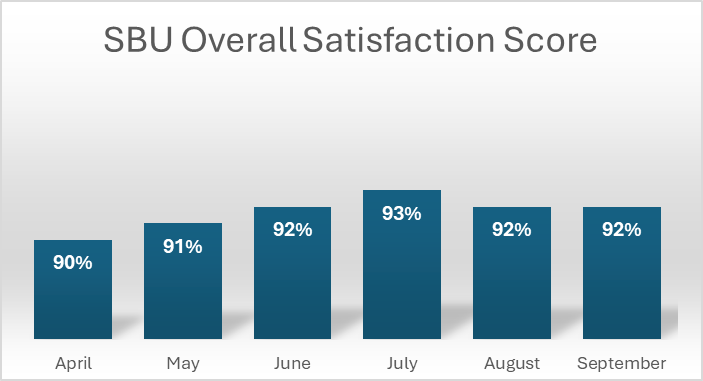 SBU Overall Satisfaction Score
90%
91%
92%
93%
92%
92%
April
May
June
July
August
September